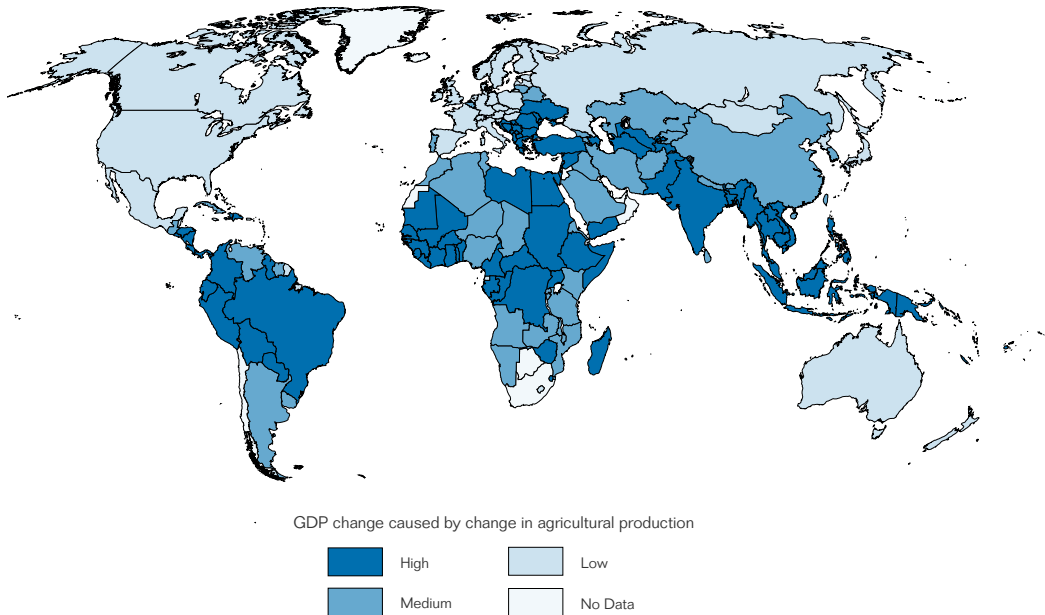 GDP change caused by change in agricultural production
High
Low
Medium
No Data